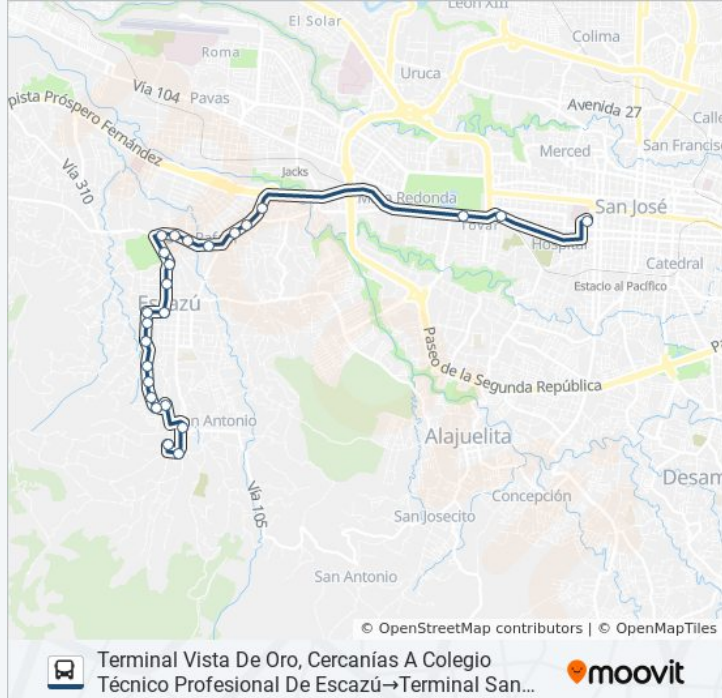 León XIII
El Solar
Colima
Roma
Uruca
Vía 104
Pavas
Avenida 27
Calle
pista Próspero Fernández
San Francisco
Merced
Vía 310
Jacks
Redonda
San José
Tovar
Hospital
Catedral
Estacio al Pacífico
Escazú
Paseo de la Segunda República
San Antonio
Alajuelita
Desam
Vía 105
Concepción
San Josecito
San Antonio
© OpenStreetMap contributors | © OpenMapTiles
Terminal Vista De Oro, Cercanías A Colegio
Técnico Profesional De Escazú→Terminal San...
moovit